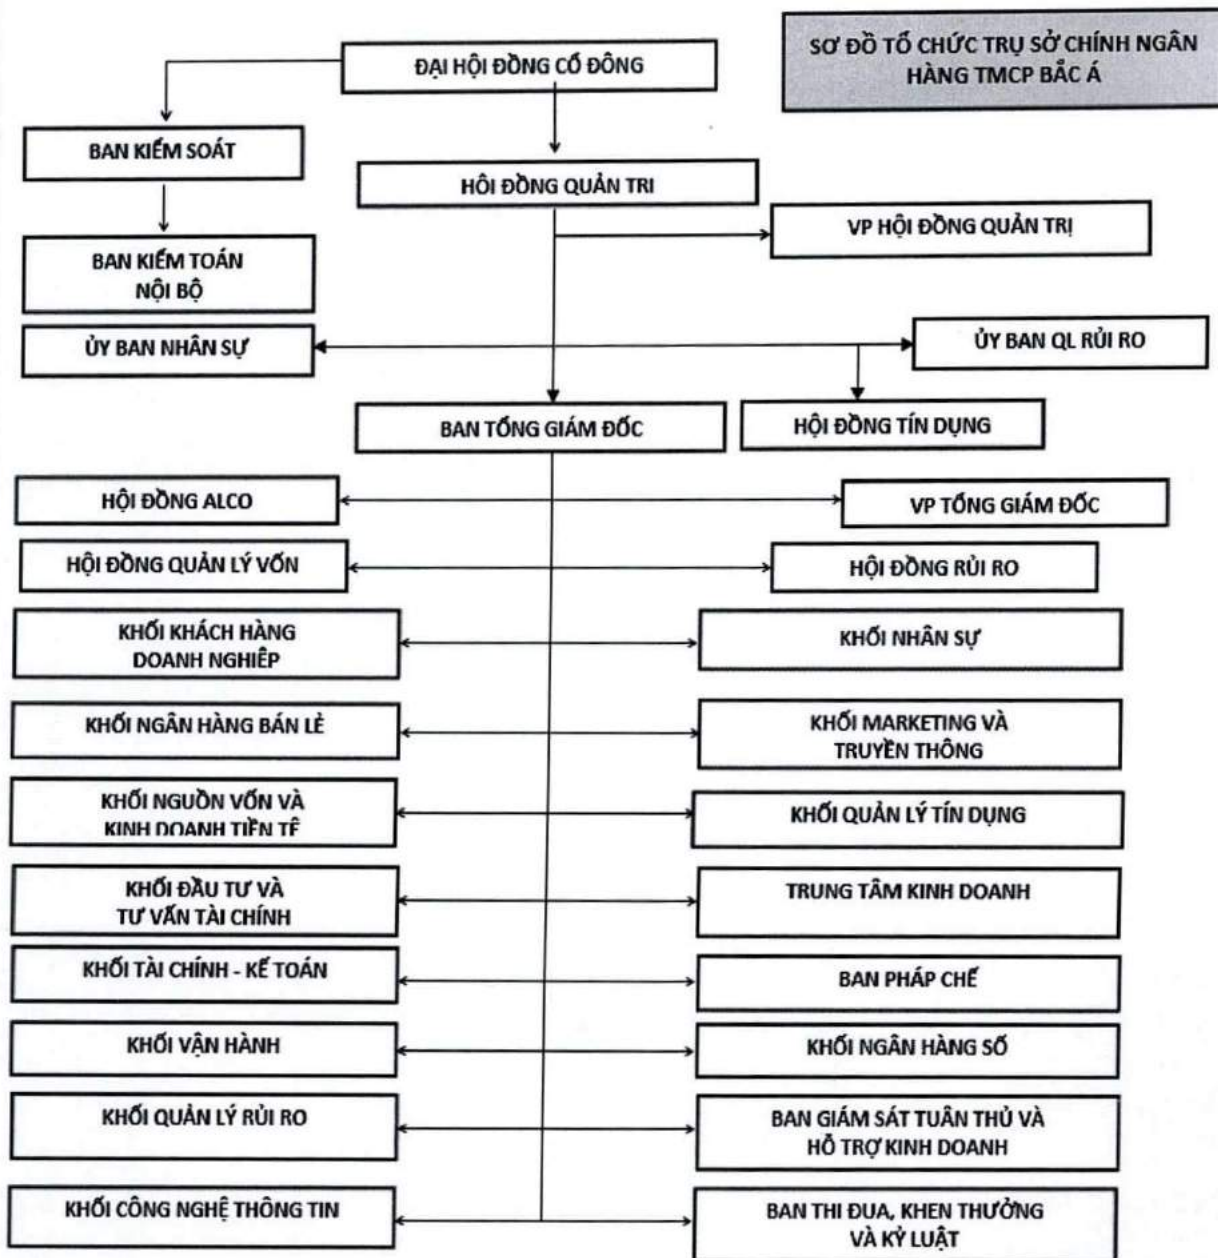 SƠ ĐỒ TỔ CHỨC TRỤ SỞ CHÍNH NGÂN
HÀNG TMCP BẮC Á
ĐẠI HỘI ĐỒNG CỔ ĐÔNG
BAN KIỂM SOÁT
HÔI ĐỒNG QUẢN TRI
VP HỘI ĐỒNG QUẢN TRỊ
BAN KIỂM TOÁN
NỘI BỘ
ỦY BAN NHÂN SỰ
ỦY BAN QL RỦI RO
BAN TỔNG GIÁM ĐỐC
HỘI ĐỒNG TÍN DỤNG
HỘI ĐỒNG ALCO
VP TỔNG GIÁM ĐỐC
HỘI ĐỒNG QUẢN LÝ VỐN
HỘI ĐỒNG RỦI RO
KHỐI KHÁCH HÀNG
DOANH NGHIÊP
KHỐI NHÂN SỰ
KHỐI NGÂN HÀNG BÁN LẺ
KHỐI MARKETING VÀ
TRUYỀN THÔNG
KHỐI NGUỒN VỐN VÀ
KINH DOANH TIỀN TỆ
KHỐI QUẢN LÝ TÍN DỤNG
KHỐI ĐẦU TƯ VÀ
TƯ VẤN TÀI CHÍNH
TRUNG TÂM KINH DOANH
KHỐI TÀI CHÍNH - KẾ TOÁN
BAN PHÁP CHẾ
KHỐI VẬN HÀNH
KHỐI NGÂN HÀNG SỐ
KHỐI QUẢN LÝ RỦI RO
BAN GIÁM SÁT TUÂN THỦ VÀ
HỖ TRỢ KINH DOANH
KHỐI CÔNG NGHỆ THÔNG TIN
BAN THI ĐUA, KHEN THƯỞNG
VÀ KỶ LUẬT